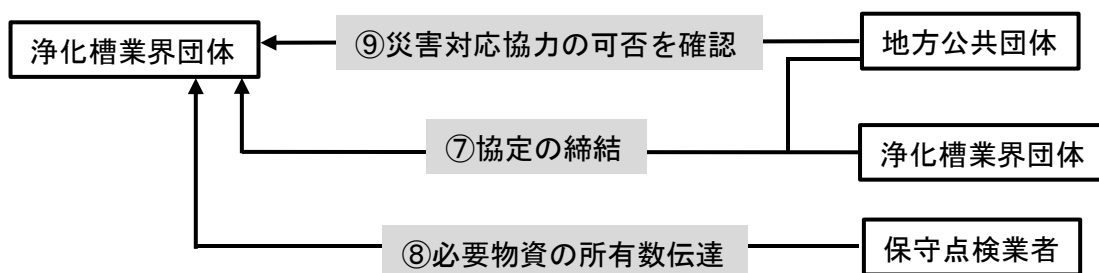 浄化槽業界団体
⑨災害対応協力の可否を確認
地方公共団体
⑦協定の締結
浄化槽業界団体
⑧必要物資の所有数伝達
保守点検業者